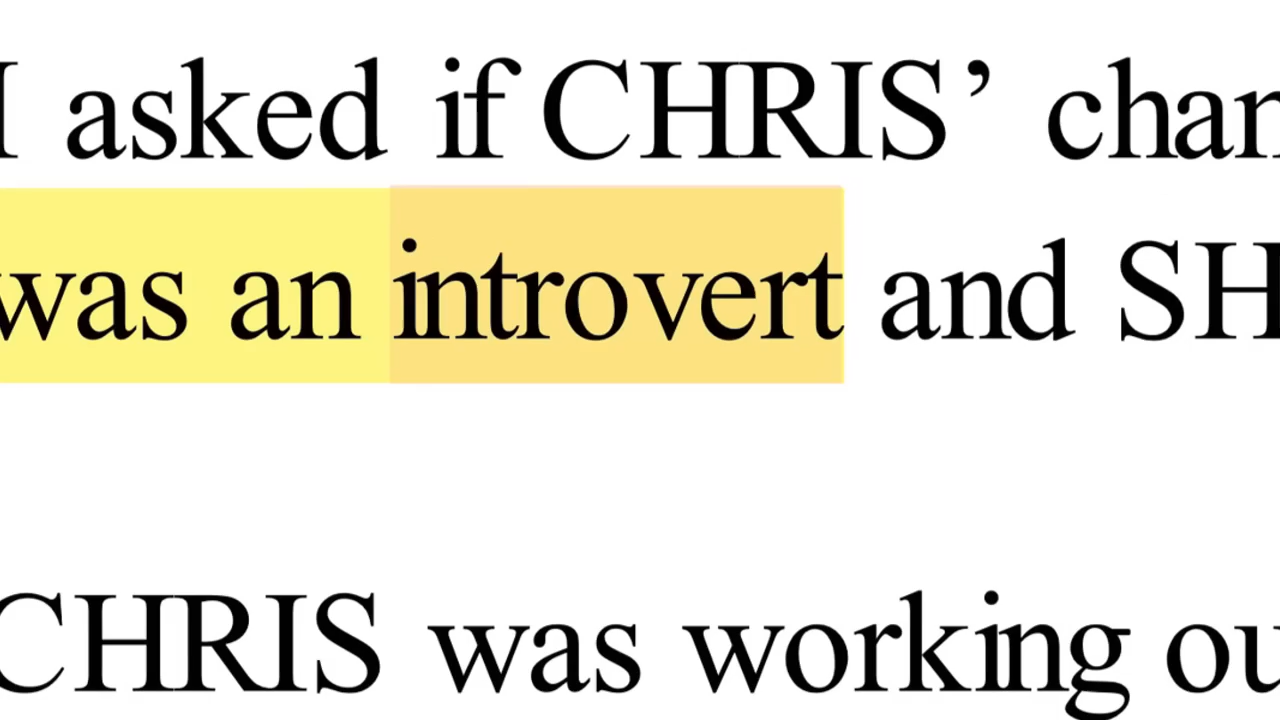 I asked if CHRIS’ chan
was an introvert and SH
CHRIS was working ou